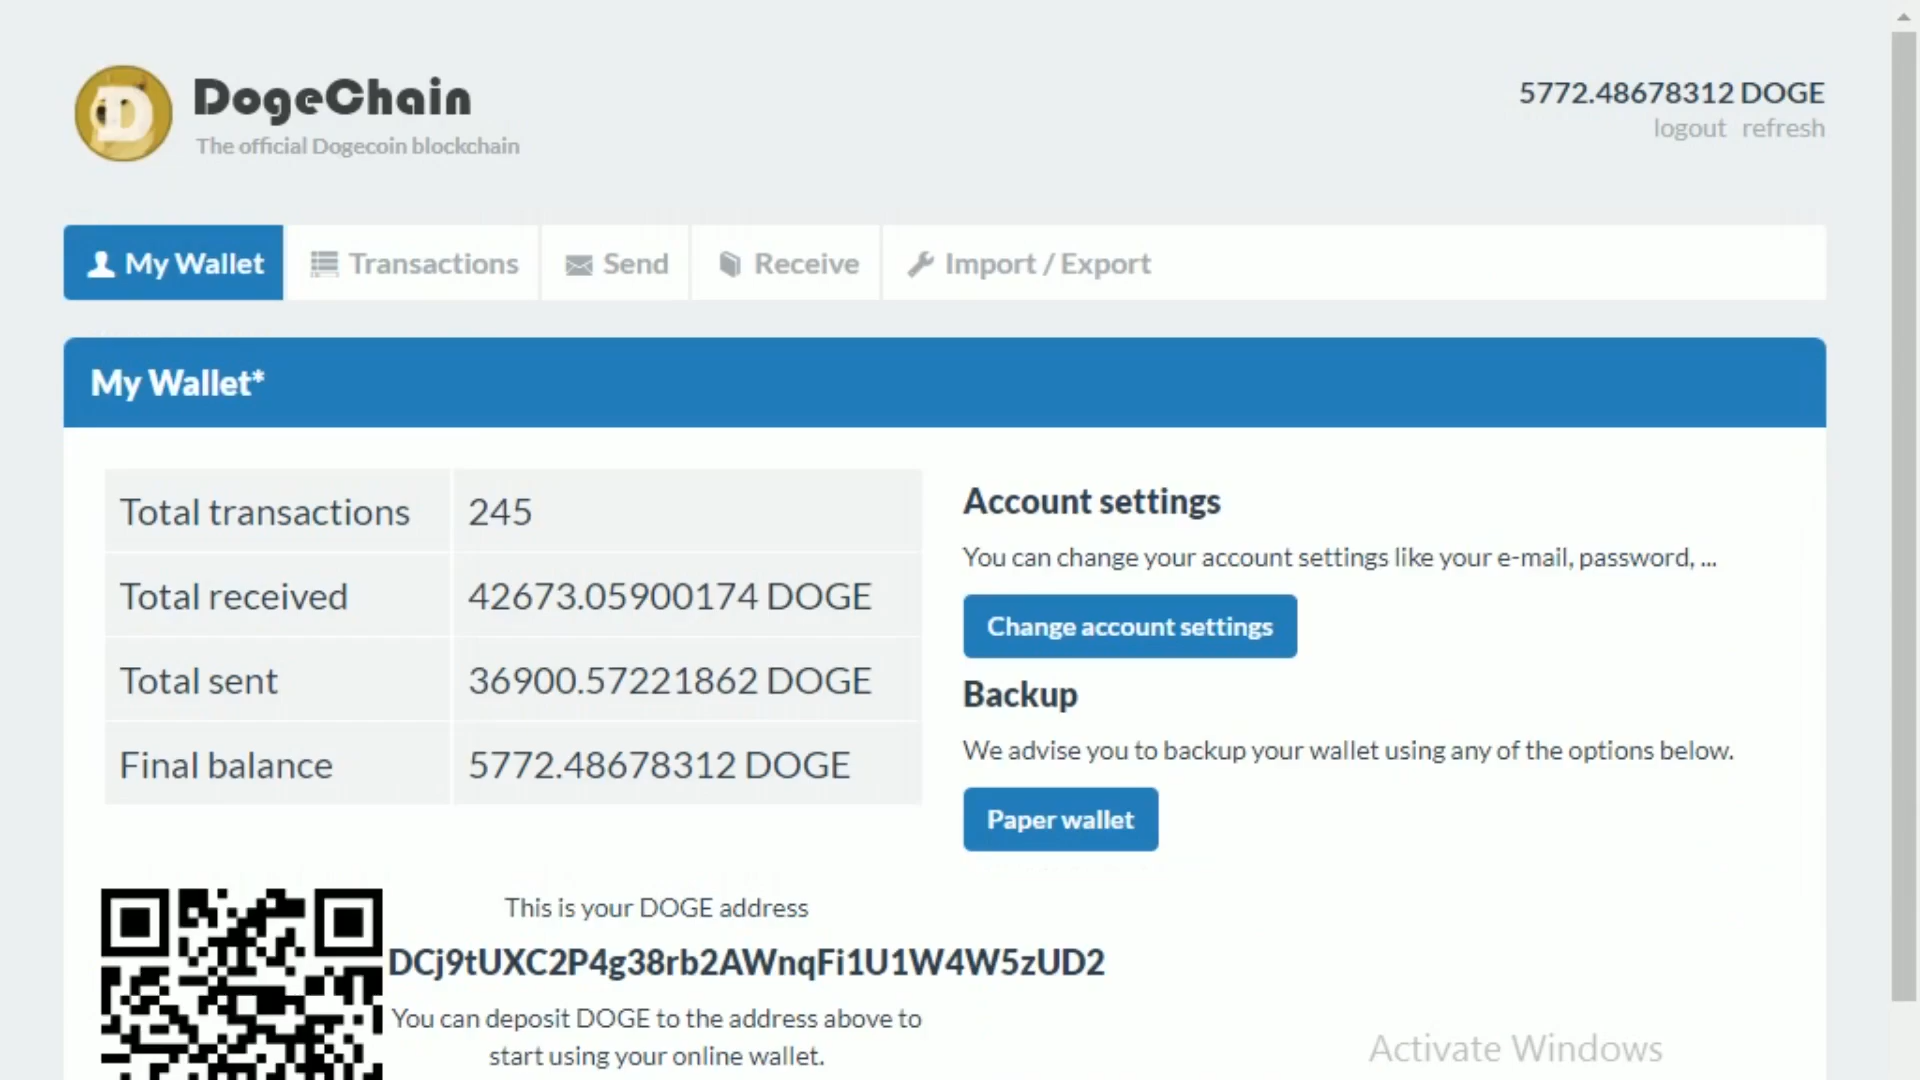 DogeChain
The official Dogecoin blockchain
5772.48678312 DOGE
logout refresh
My Wallet
Transactions
Send
Receive
Import / Export
My Wallet*
Total transactions 245
Total received 42673.05900174 DOGE
Total sent 36900.57221862 DOGE
Final balance 5772.48678312 DOGE
Account settings
You can change your account settings like your e-mail, password, ...
Change account settings
Backup
We advise you to backup your wallet using any of the options below.
Paper wallet
This is your DOGE address
DCj9tUXC2P4g38rb2AWnqFi1U1W4W5zUD2
You can deposit DOGE to the address above to
start using your online wallet.
Activate Windows